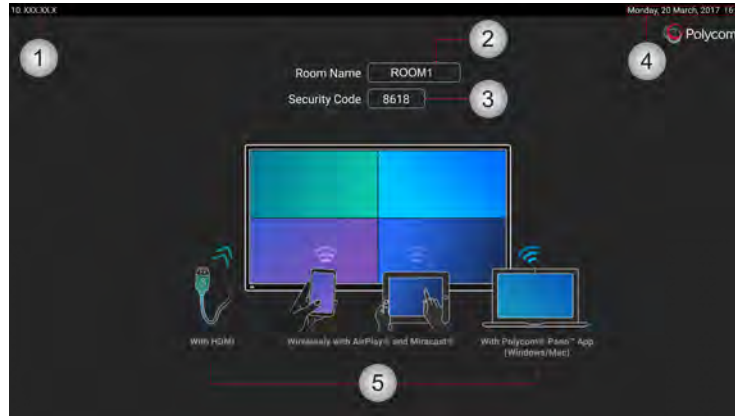 10.XXX.XX.X
Monday, 20 March, 2017 16
Polycom
1
2
4
Room Name ROOM1
Security Code 8618
3
With HDMI
Wirelessly with AirPlay® and Miracast®
With Polycom® Pano™ App
(Windows/Mac)
5